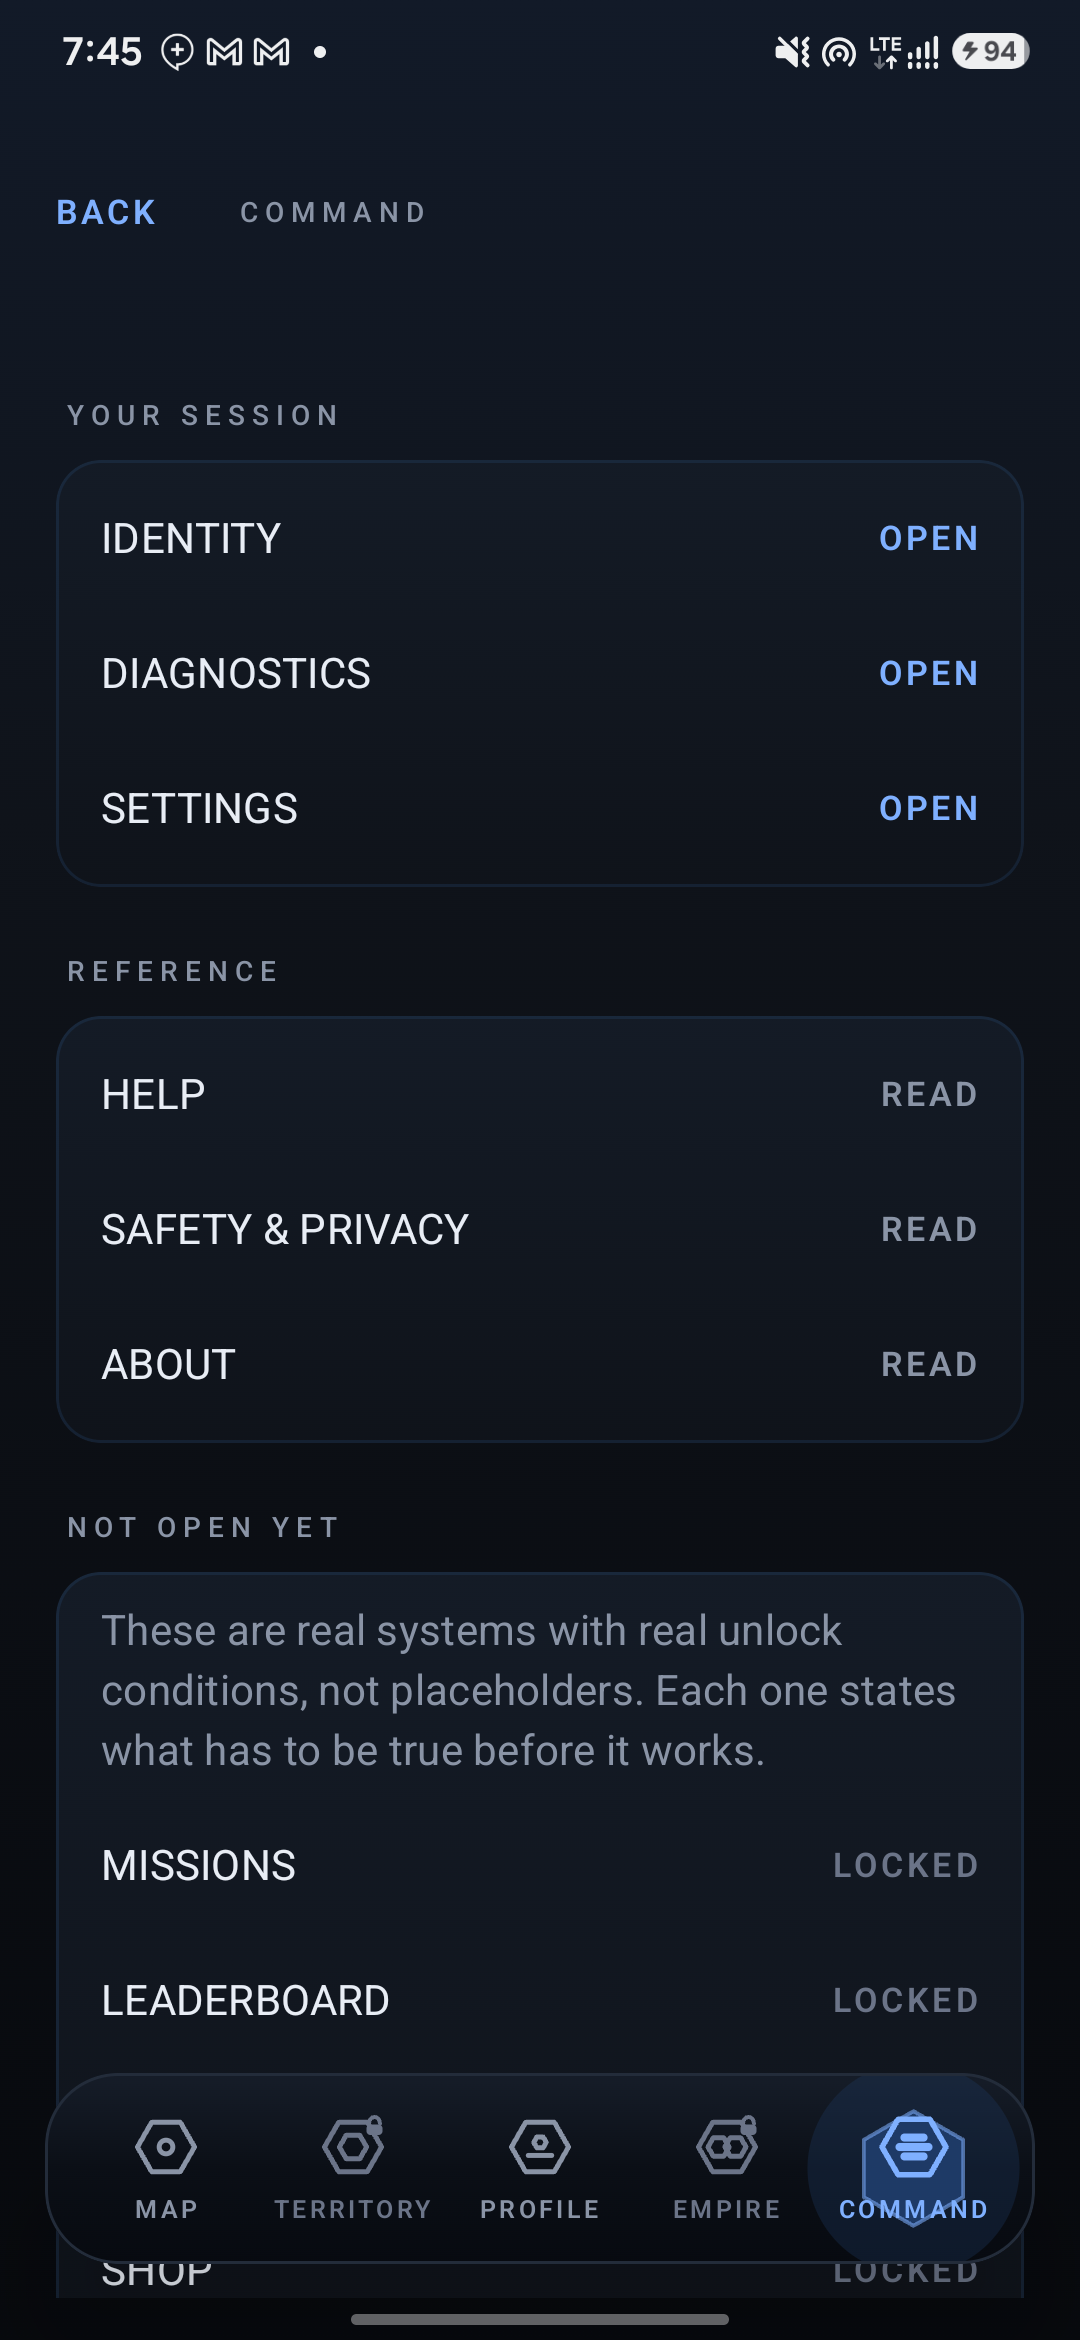 7:45
LTE
94
BACK
COMMAND
YOUR SESSION
IDENTITY
OPEN
DIAGNOSTICS
OPEN
SETTINGS
OPEN
REFERENCE
HELP
READ
SAFETY & PRIVACY
READ
ABOUT
READ
NOT OPEN YET
These are real systems with real unlock
conditions, not placeholders. Each one states
what has to be true before it works.
MISSIONS
LOCKED
LEADERBOARD
LOCKED
MAP
TERRITORY
PROFILE
EMPIRE
COMMAND
SHOP
LOCKED